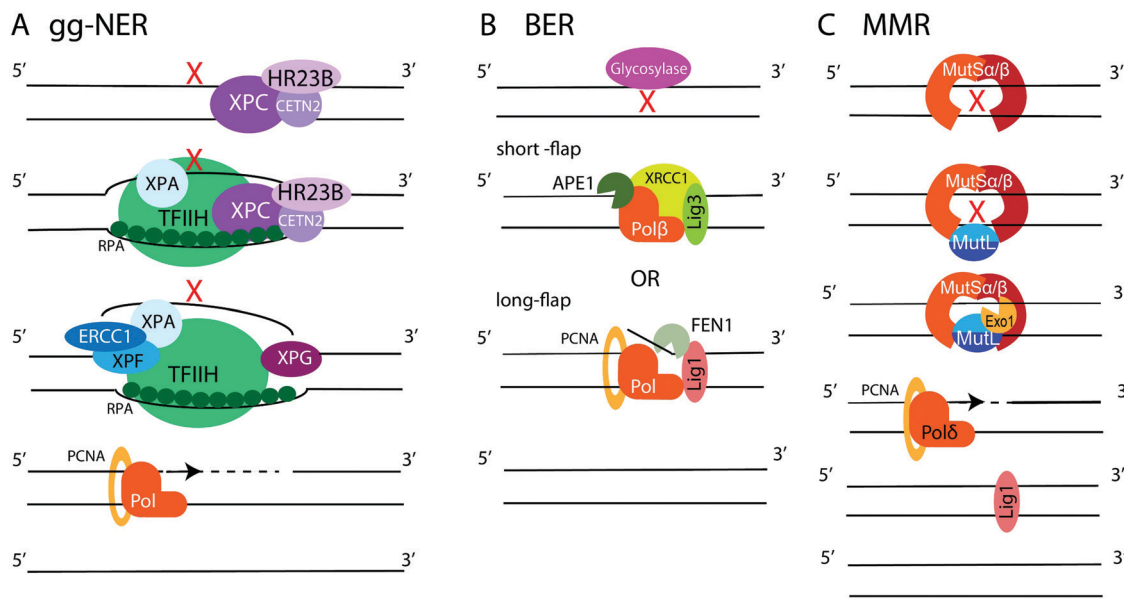 A gg-NER
5′ 3′
X
HR23B
XPC
CETN2
5′ 3′
X
XPA
HR23B
XPC
TFIIH
CETN2
RPA
X
5′ 3′
XPA
ERCC1
XPF
XPG
TFIIH
RPA
5′ 3′
PCNA
Pol
5′ 3′
B BER
5′ 3′
Glycosylase
X
short -flap
5′ 3′
APE1
XRCC1
Lig3
Polβ
OR
long-flap
5′ 3′
PCNA
FEN1
Pol
Lig1
5′ 3′
C MMR
5′ 3′
MutSα/β
X
5′ 3′
MutSα/β
X
MutL
5′ 3′
MutSα/β
Exo1
MutL
5′ 3′
PCNA
Polδ
5′ 3′
Lig1
5′ 3′